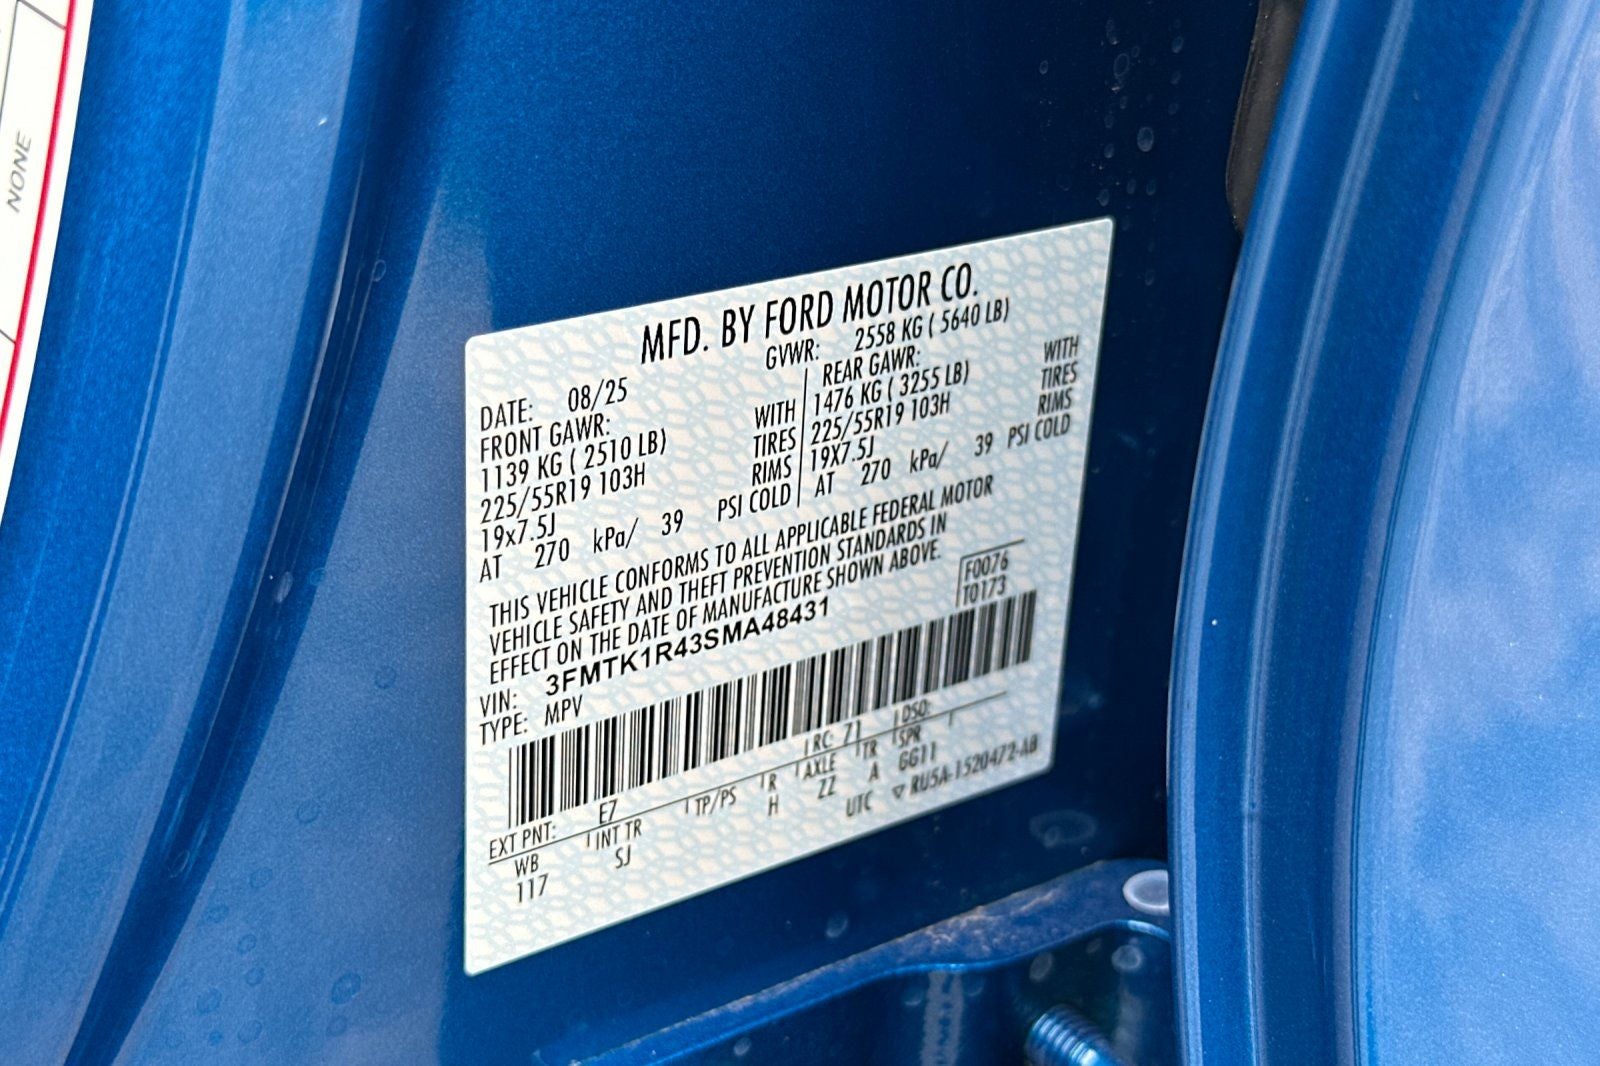 NONE
MFD. BY FORD MOTOR CO.
DATE: 08/25 GVWR: 2558 KG ( 5640 LB)
FRONT GAWR: REAR GAWR:
1139 KG ( 2510 LB) WITH 1476 KG ( 3255 LB) WITH
225/55R19 103H TIRES 225/55R19 103H TIRES
19x7.5J RIMS 19X7.5J RIMS
AT 270 kPa/ 39 PSI COLD AT 270 kPa/ 39 PSI COLD
THIS VEHICLE CONFORMS TO ALL APPLICABLE FEDERAL MOTOR
VEHICLE SAFETY AND THEFT PREVENTION STANDARDS IN
EFFECT ON THE DATE OF MANUFACTURE SHOWN ABOVE.
F0076
T0173
VIN: 3FMTK1R43SMA48431
TYPE: MPV
EXT PNT: E7 RC: 71 DSO:
WB INT TR TP/PS R AXLE TR SPR
117 SJ H ZZ A GG11
UTC ▽ RU5A-1520472-AB